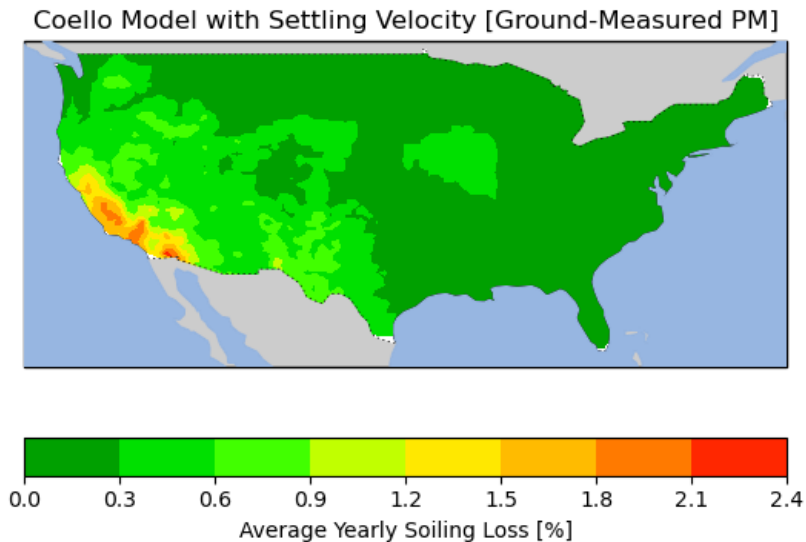 Coello Model with Settling Velocity [Ground-Measured PM]
0.0 0.3 0.6 0.9 1.2 1.5 1.8 2.1 2.4
Average Yearly Soiling Loss [%]